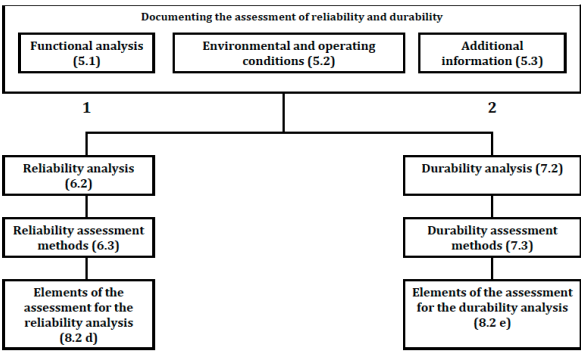 Documenting the assessment of reliability and durability
Functional analysis
(5.1)
Environmental and operating
conditions (5.2)
Additional
information (5.3)
1
2
Reliability analysis
(6.2)
Durability analysis (7.2)
Reliability assessment
methods (6.3)
Durability assessment
methods (7.3)
Elements of the
assessment for the
reliability analysis
(8.2 d)
Elements of the assessment
for the durability analysis
(8.2 e)